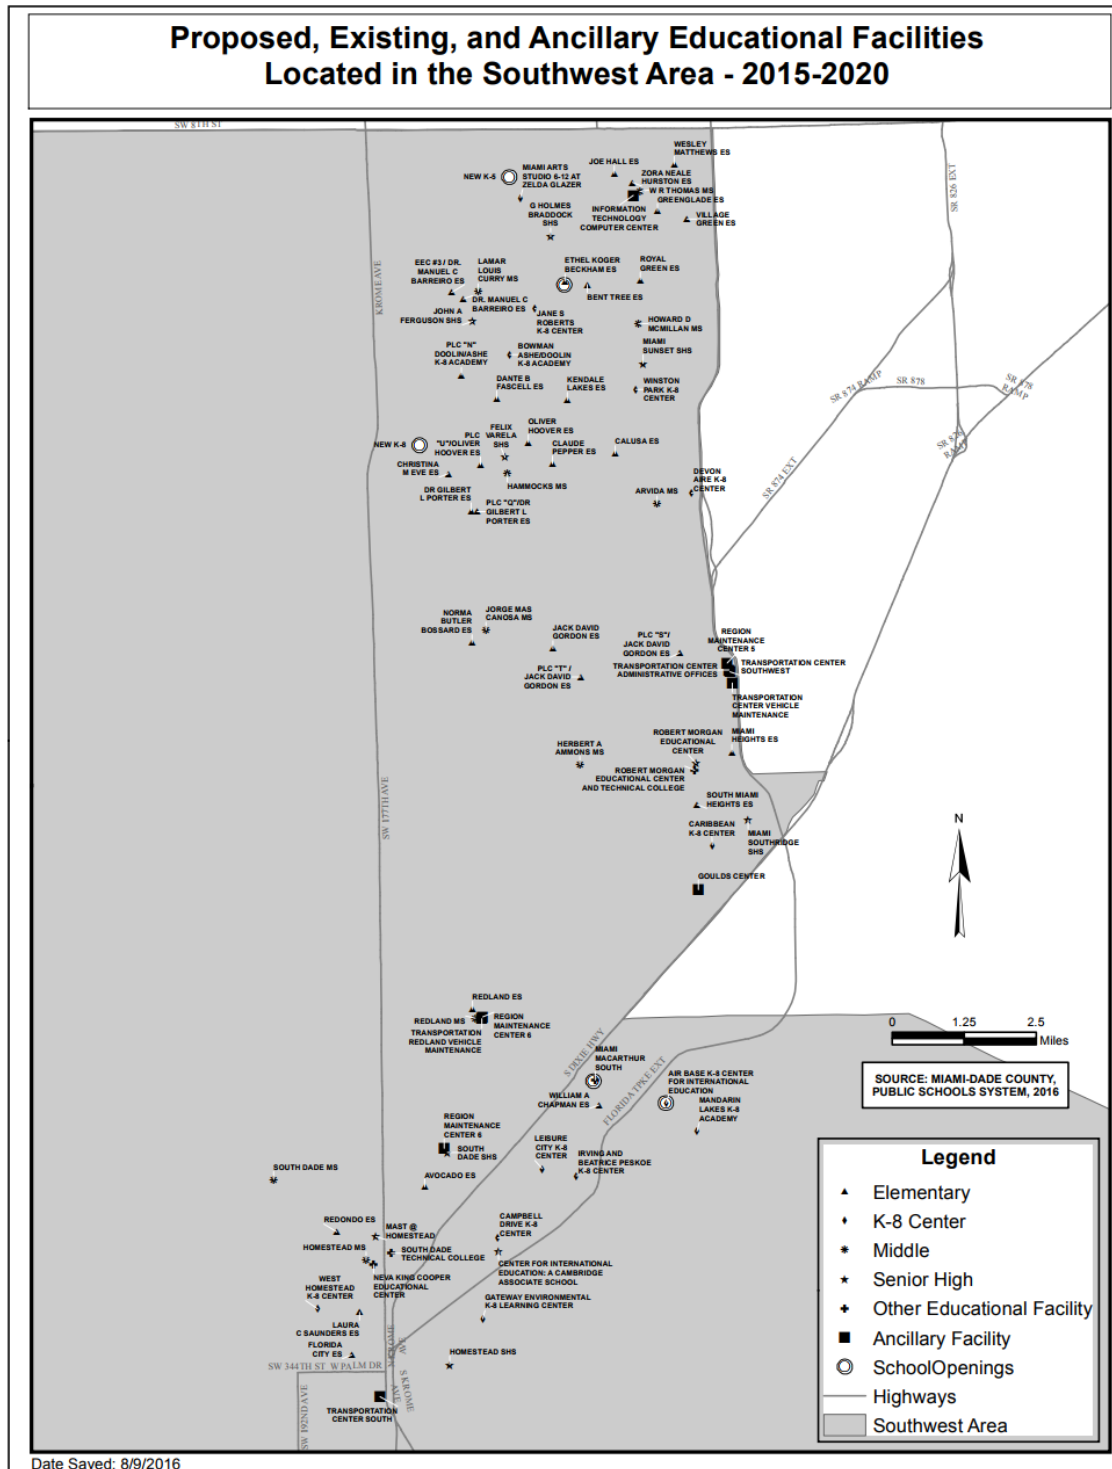 Proposed, Existing, and Ancillary Educational Facilities
Located in the Southwest Area - 2015-2020
SW 8TH ST
WESLEY
MATTHEWS ES
JOE HALL ES
MIAMI ARTS
STUDIO 6-12 AT
ZELDA GLAZER
NEW K-5
ZORA NEALE
HURSTON ES
W R THOMAS MS
GREENGLADE ES
G HOLMES
BRADDOCK
SHS
INFORMATION
TECHNOLOGY
COMPUTER CENTER
VILLAGE
GREEN ES
SR 826 EXT
KROME AVE
EEC #3 / DR.
MANUEL C
BARREIRO ES
LAMAR
LOUIS
CURRY MS
ETHEL KOGER
BECKHAM ES
ROYAL
GREEN ES
BENT TREE ES
DR. MANUEL C
BARREIRO ES
JOHN A
FERGUSON SHS
JANE S
ROBERTS
K-8 CENTER
HOWARD D
MCMILLAN MS
PLC "N"
DOOLIN/ASHE
K-8 ACADEMY
BOWMAN
ASHE/DOOLIN
K-8 ACADEMY
MIAMI
SUNSET SHS
DANTE B
FASCELL ES
KENDALE
LAKES ES
WINSTON
PARK K-8
CENTER
SR 874 RAMP
SR 878
SR 878
RAMP
SR 826
RAMP
SR 874 EXT
NEW K-8
PLC
"U"/OLIVER
HOOVER ES
FELIX
VARELA
SHS
OLIVER
HOOVER ES
CLAUDE
PEPPER ES
CALUSA ES
CHRISTINA
M EVE ES
HAMMOCKS MS
DR GILBERT
L PORTER ES
PLC "Q"/DR
GILBERT L
PORTER ES
ARVIDA MS
DEVON
AIRE K-8
CENTER
NORMA
BUTLER
BOSSARD ES
JORGE MAS
CANOSA MS
JACK DAVID
GORDON ES
PLC "S"/
JACK DAVID
GORDON ES
REGION
MAINTENANCE
CENTER 5
PLC "T" /
JACK DAVID
GORDON ES
TRANSPORTATION CENTER
ADMINISTRATIVE OFFICES
TRANSPORTATION CENTER
SOUTHWEST
TRANSPORTATION
CENTER VEHICLE
MAINTENANCE
HERBERT A
AMMONS MS
ROBERT MORGAN
EDUCATIONAL
CENTER
MIAMI
HEIGHTS ES
ROBERT MORGAN
EDUCATIONAL CENTER
AND TECHNICAL COLLEGE
SW 177TH AVE
SOUTH MIAMI
HEIGHTS ES
CARIBBEAN
K-8 CENTER
MIAMI
SOUTHRIDGE
SHS
GOULDS CENTER
N
REDLAND ES
REDLAND MS
REGION
MAINTENANCE
CENTER 6
TRANSPORTATION
REDLAND VEHICLE
MAINTENANCE
S DIXIE HWY
0 1.25 2.5
Miles
MIAMI
MACARTHUR
SOUTH
FLORIDA TPKE EXT
AIR BASE K-8 CENTER
FOR INTERNATIONAL
EDUCATION
WILLIAM A
CHAPMAN ES
MANDARIN
LAKES K-8
ACADEMY
SOURCE: MIAMI-DADE COUNTY,
PUBLIC SCHOOLS SYSTEM, 2016
REGION
MAINTENANCE
CENTER 6
SOUTH
DADE SHS
LEISURE
CITY K-8
CENTER
IRVING AND
BEATRICE PESKOE
K-8 CENTER
SOUTH DADE MS
AVOCADO ES
REDONDO ES
MAST @
HOMESTEAD
CAMPBELL
DRIVE K-8
CENTER
HOMESTEAD MS
SOUTH DADE
TECHNICAL COLLEGE
CENTER FOR INTERNATIONAL
EDUCATION: A CAMBRIDGE
ASSOCIATE SCHOOL
NEVA KING COOPER
EDUCATIONAL
CENTER
WEST
HOMESTEAD
K-8 CENTER
GATEWAY ENVIRONMENTAL
K-8 LEARNING CENTER
LAURA
C SAUNDERS ES
FLORIDA
CITY ES
HOMESTEAD SHS
SW 344TH ST W PALM DR
N KROME
AVE
S KROME
AVE
SW 192ND AVE
TRANSPORTATION
CENTER SOUTH
Legend
Elementary
K-8 Center
Middle
Senior High
Other Educational Facility
Ancillary Facility
SchoolOpenings
Highways
Southwest Area
Date Saved: 8/9/2016